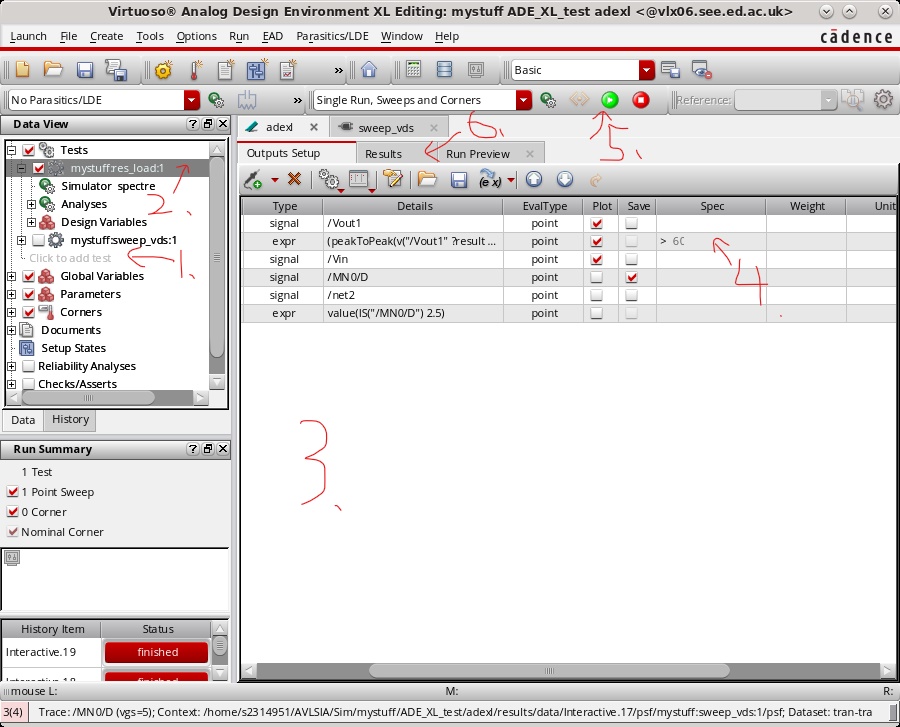 Virtuoso® Analog Design Environment XL Editing: mystuff ADE_XL_test adexl <@vlx06.see.ed.ac.uk>
Launch File Create Tools Options Run EAD Parasitics/LDE Window Help
cādence
» Basic
No Parasitics/LDE » Single Run, Sweeps and Corners Reference:
5.
6.
Data View
adexl sweep_vds
Outputs Setup Results Run Preview
Tests
mystuff:res_load:1
2.
Simulator spectre
Analyses
Design Variables
mystuff:sweep_vds:1
Click to add test
1.
Global Variables
Parameters
Corners
Documents
Setup States
Reliability Analyses
Checks/Asserts
Data History
Type Details EvalType Plot Save Spec Weight Unit
signal /Vout1 point
expr (peakToPeak(v("/Vout1" ?result ... point > 60
signal /Vin point
signal /MN0/D point
signal /net2 point
expr value(IS("/MN0/D") 2.5) point
4
3.
Run Summary
1 Test
1 Point Sweep
0 Corner
Nominal Corner
History Item Status
Interactive.19 finished
Interactive.18 finished
mouse L: M: R:
3(4) Trace: /MN0/D (vgs=5); Context: /home/s2314951/AVLSIA/Sim/mystuff/ADE_XL_test/adexl/results/data/Interactive.17/psf/mystuff:sweep_vds:1/psf; Dataset: tran-tra